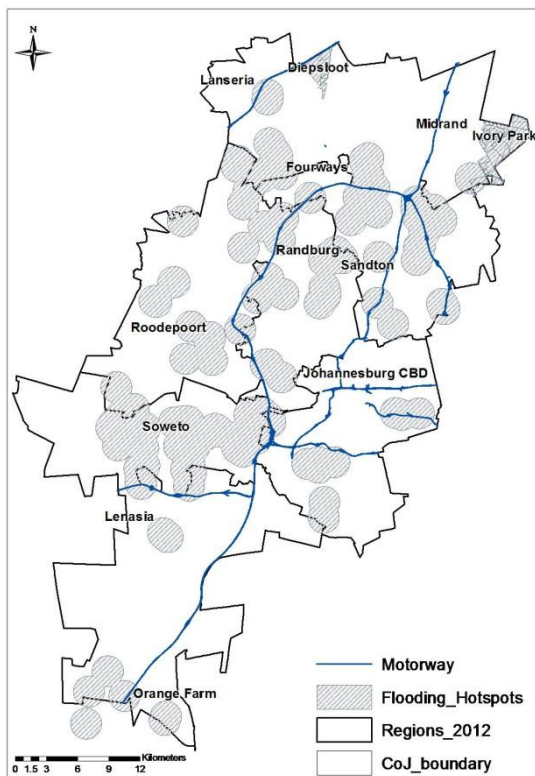 N
Lanseria
Diepsloot
Midrand
Ivory Park
Fourways
Randburg
Sandton
Roodepoort
Johannesburg CBD
Soweto
Lenasia
Orange Farm
Motorway
Flooding_Hotspots
Regions_2012
CoJ_boundary
Kilometers
0 1.5 3 6 9 12